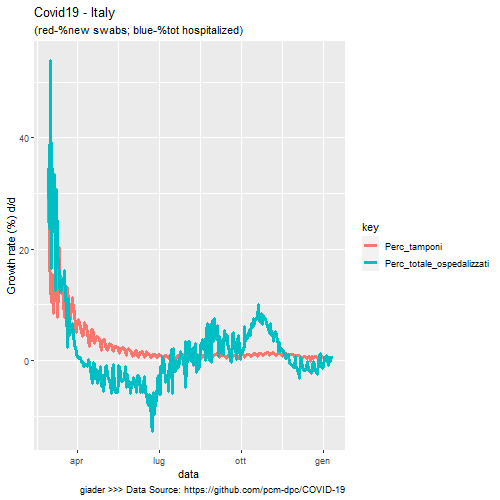 Covid19 - Italy
(red-%new swabs; blue-%tot hospitalized)
Growth rate (%) d/d
40
20
0
apr
lug
ott
gen
data
key
Perc_tamponi
Perc_totale_ospedalizzati
giader >>> Data Source: https://github.com/pcm-dpc/COVID-19